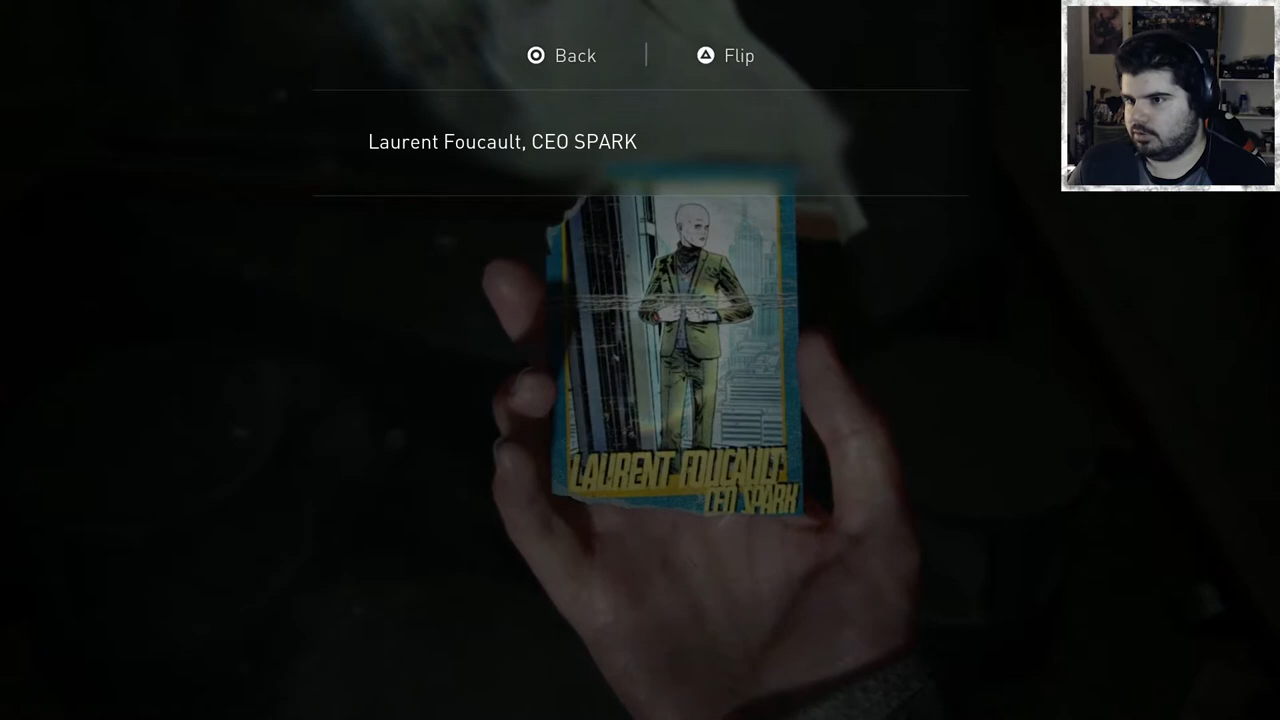 Back
Flip
Laurent Foucault, CEO SPARK
LAURENT FOUCAULT
CEO SPARK